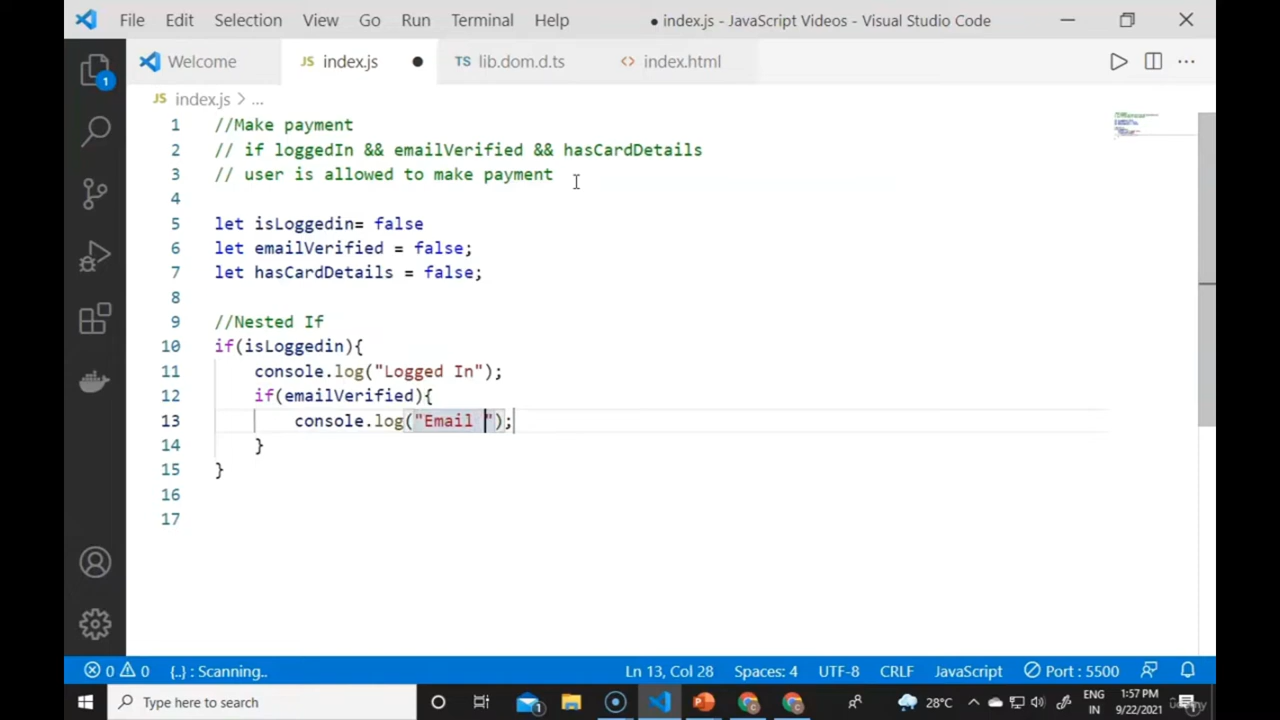 File Edit Selection View Go Run Terminal Help ● index.js - JavaScript Videos - Visual Studio Code
Welcome JS index.js ● TS lib.dom.d.ts <> index.html
1
JS index.js > ...
1 //Make payment
2 // if loggedIn && emailVerified && hasCardDetails
3 // user is allowed to make payment
4
5 let isLoggedin= false
6 let emailVerified = false;
7 let hasCardDetails = false;
8
9 //Nested If
10 if(isLoggedin){
11 console.log("Logged In");
12 if(emailVerified){
13 console.log("Email ");
14 }
15 }
16
17
0 0 {..} : Scanning.. Ln 13, Col 28 Spaces: 4 UTF-8 CRLF JavaScript Port : 5500
Type here to search 1 28°C ENG IN 1:57 PM 9/22/2021